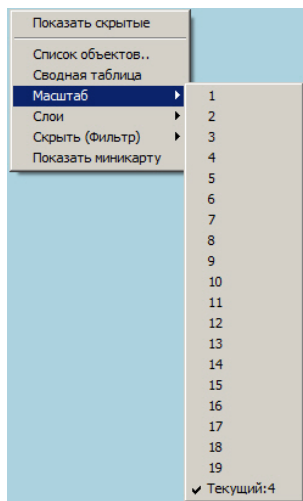 Показать скрытые
Список объектов..
Сводная таблица
Масштаб
Слои
Скрыть (Фильтр)
Показать миникарту
1
2
3
4
5
6
7
8
9
10
11
12
13
14
15
16
17
18
19
Текущий:4